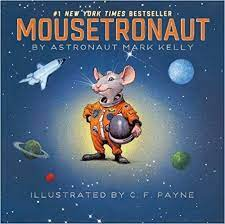 #1 NEW YORK TIMES BESTSELLER
MOUSETRONAUT
BY ASTRONAUT MARK KELLY
ILLUSTRATED BY C. F. PAYNE